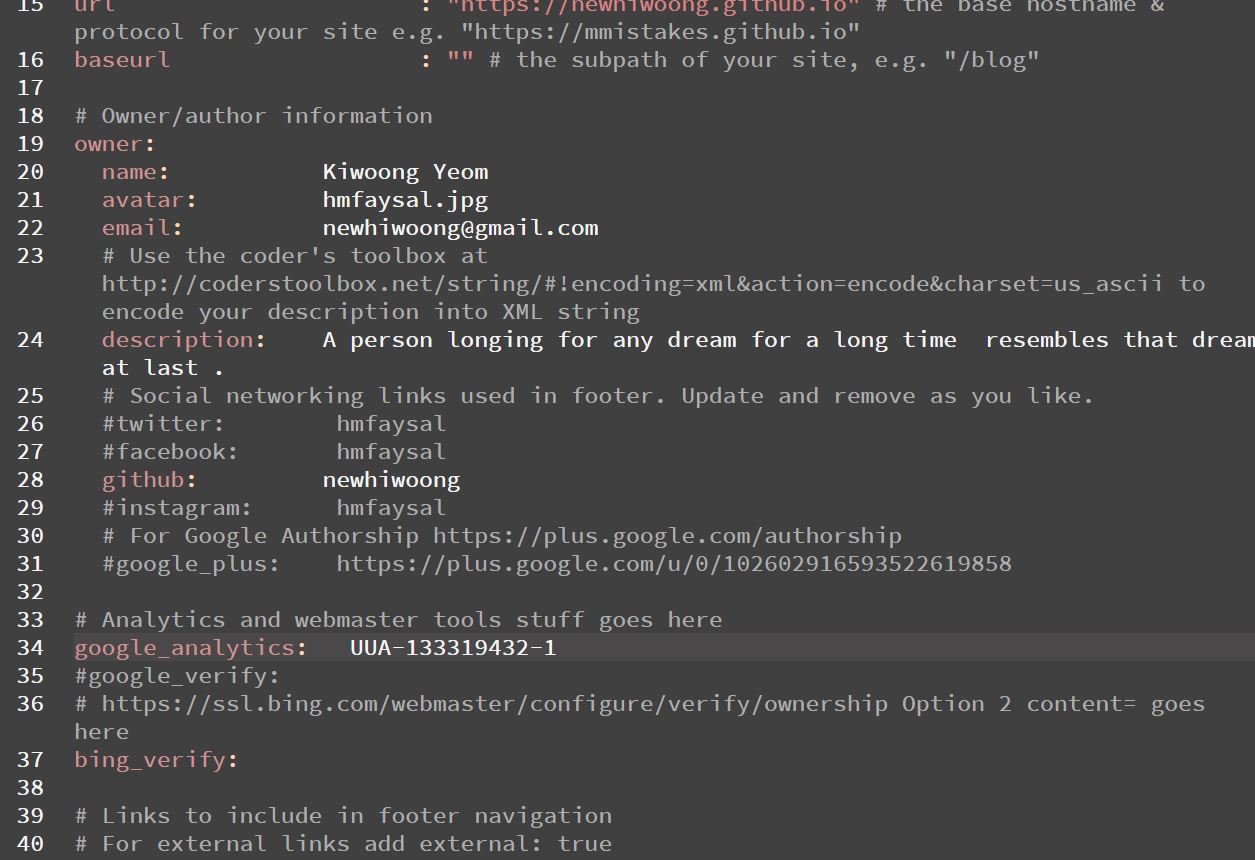 15 url : "https://newhiwoong.github.io" # the base hostname &
protocol for your site e.g. "https://mmistakes.github.io"
16 baseurl : "" # the subpath of your site, e.g. "/blog"
17
18 # Owner/author information
19 owner:
20 name: Kiwoong Yeom
21 avatar: hmfaysal.jpg
22 email: newhiwoong@gmail.com
23 # Use the coder's toolbox at
http://coderstoolbox.net/string/#!encoding=xml&action=encode&charset=us_ascii to
encode your description into XML string
24 description: A person longing for any dream for a long time  resembles that dream
at last .
25 # Social networking links used in footer. Update and remove as you like.
26 #twitter: hmfaysal
27 #facebook: hmfaysal
28 github: newhiwoong
29 #instagram: hmfaysal
30 # For Google Authorship https://plus.google.com/authorship
31 #google_plus: https://plus.google.com/u/0/102602916593522619858
32
33 # Analytics and webmaster tools stuff goes here
34 google_analytics: UUA-133319432-1
35 #google_verify:
36 # https://ssl.bing.com/webmaster/configure/verify/ownership Option 2 content= goes
here
37 bing_verify:
38
39 # Links to include in footer navigation
40 # For external links add external: true